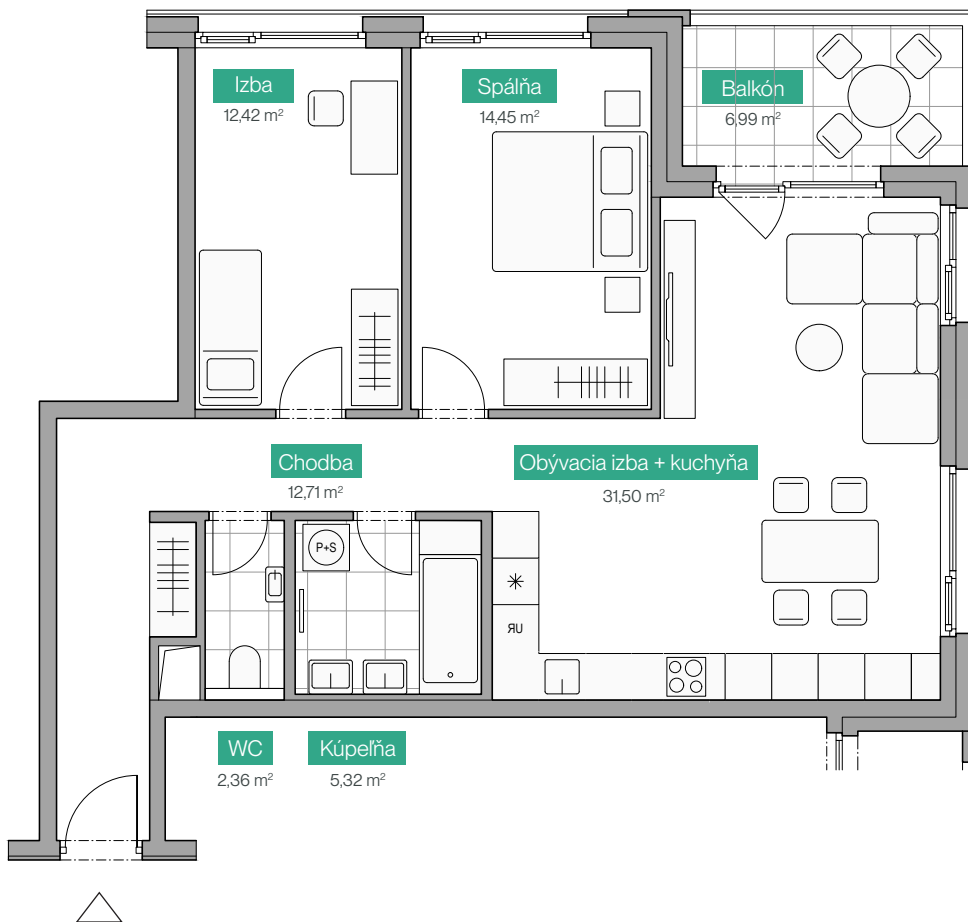 Izba
12,42 m²
Spálňa
14,45 m²
Balkón
6,99 m²
Chodba
12,71 m²
Obývacia izba + kuchyňa
31,50 m²
P+S
UR
WC
2,36 m²
Kúpeľňa
5,32 m²